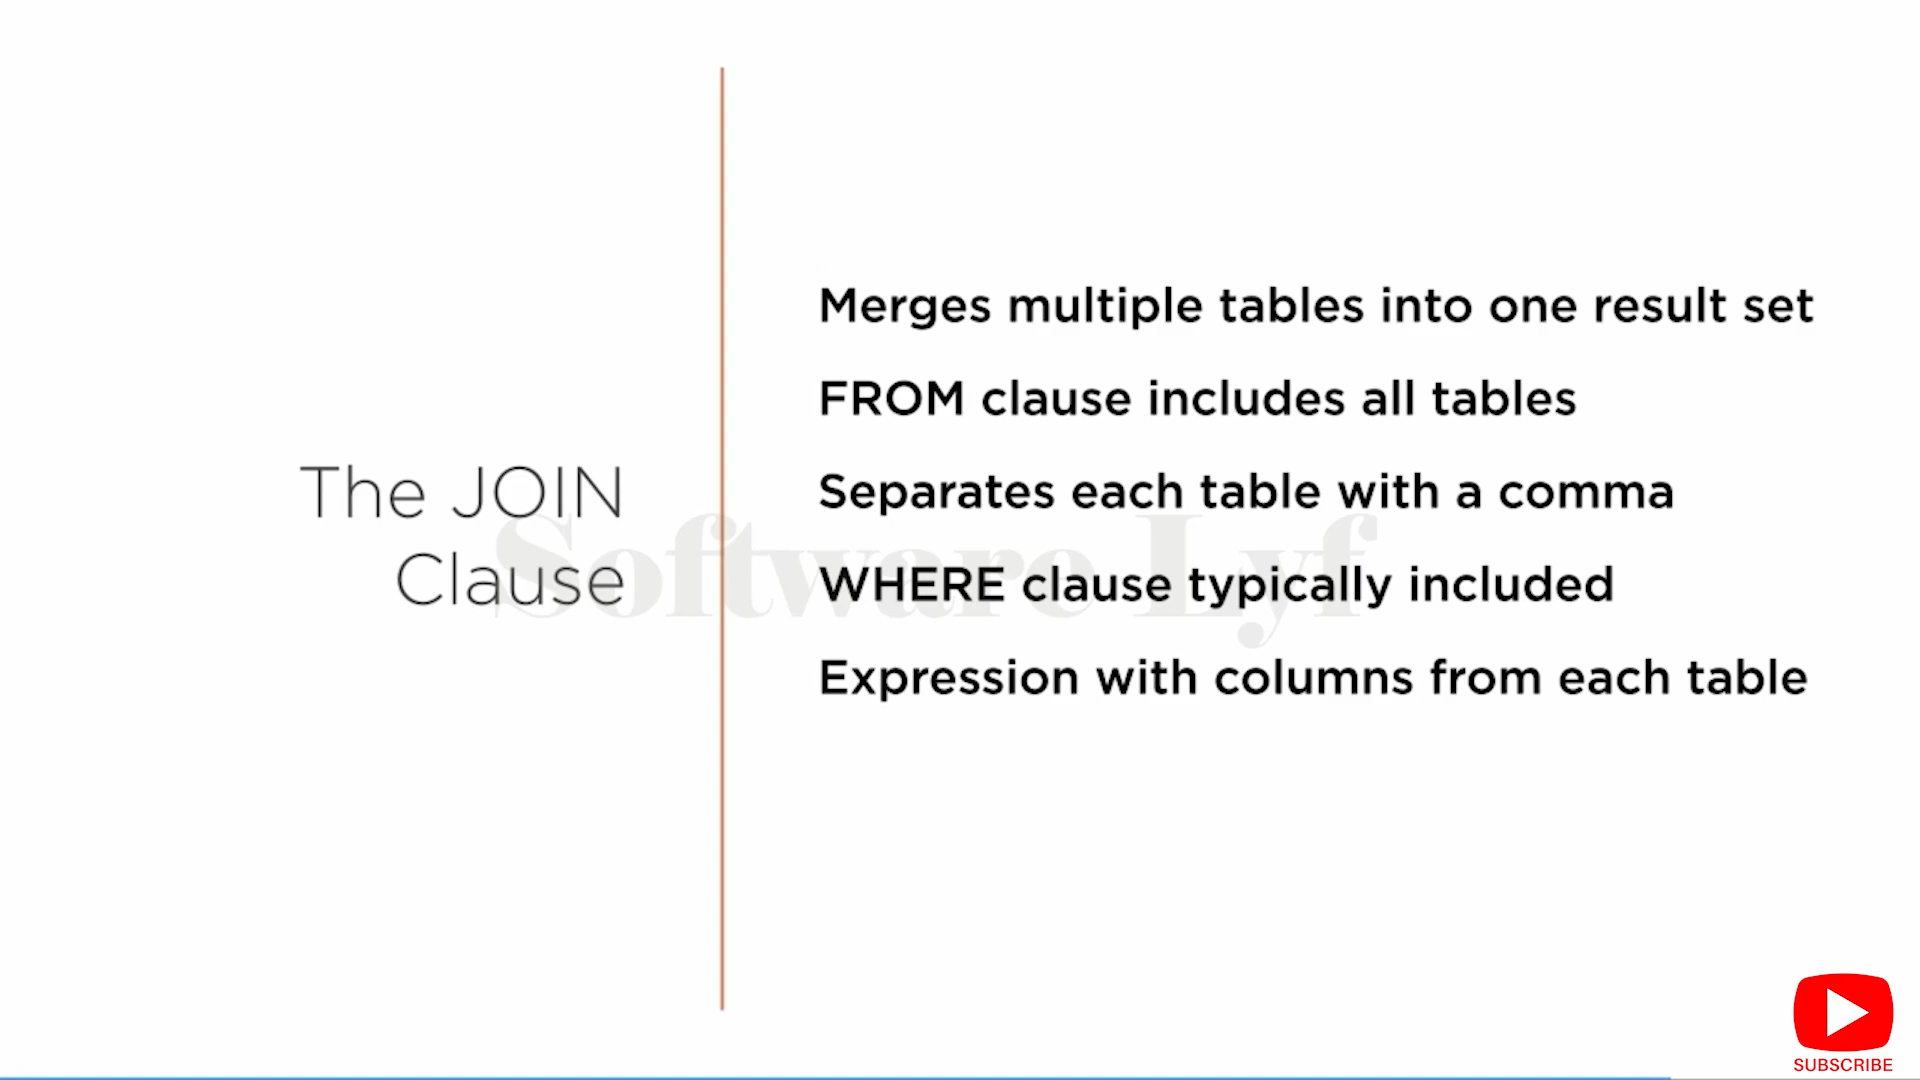 The JOIN
Clause
Merges multiple tables into one result set
FROM clause includes all tables
Separates each table with a comma
WHERE clause typically included
Expression with columns from each table
Software Lyf
SUBSCRIBE